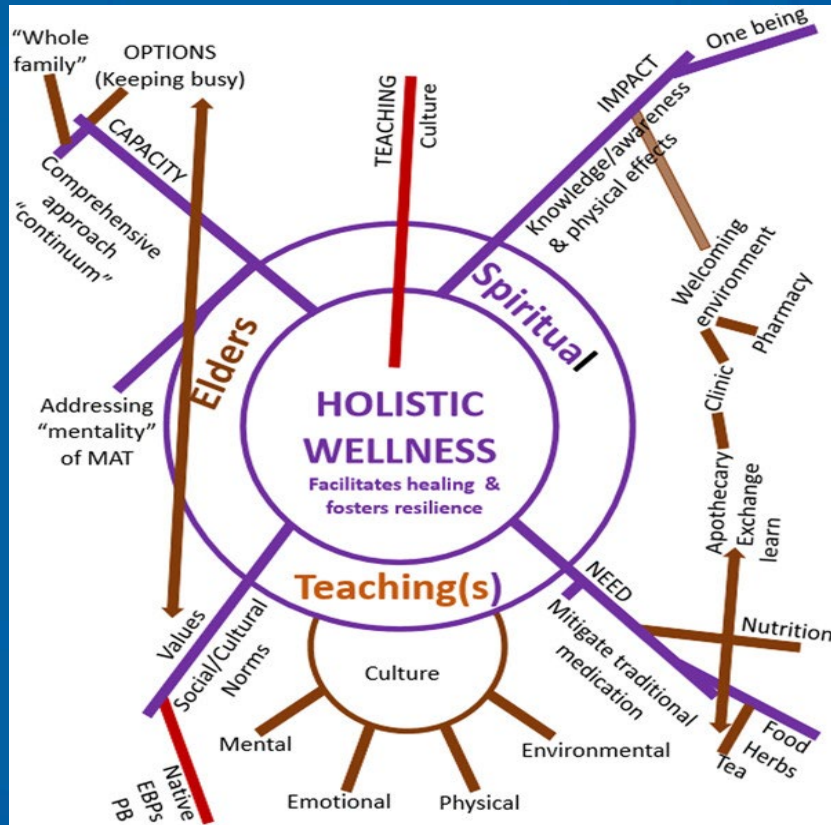 “Whole
family”
OPTIONS
(Keeping busy)
CAPACITY
Comprehensive
approach
“continuum”
Addressing
“mentality”
of MAT
TEACHING
Culture
One being
IMPACT
Knowledge/awareness
& physical effects
Welcoming
environment
Pharmacy
Clinic
Apothecary
Exchange
learn
Elders
Spiritual
HOLISTIC
WELLNESS
Facilitates healing &
fosters resilience
Teaching(s)
NEED
Mitigate traditional
medication
Nutrition
Food
Herbs
Tea
Values
Social/Cultural
Norms
Native
EBPs
PB
Culture
Mental
Emotional
Physical
Environmental